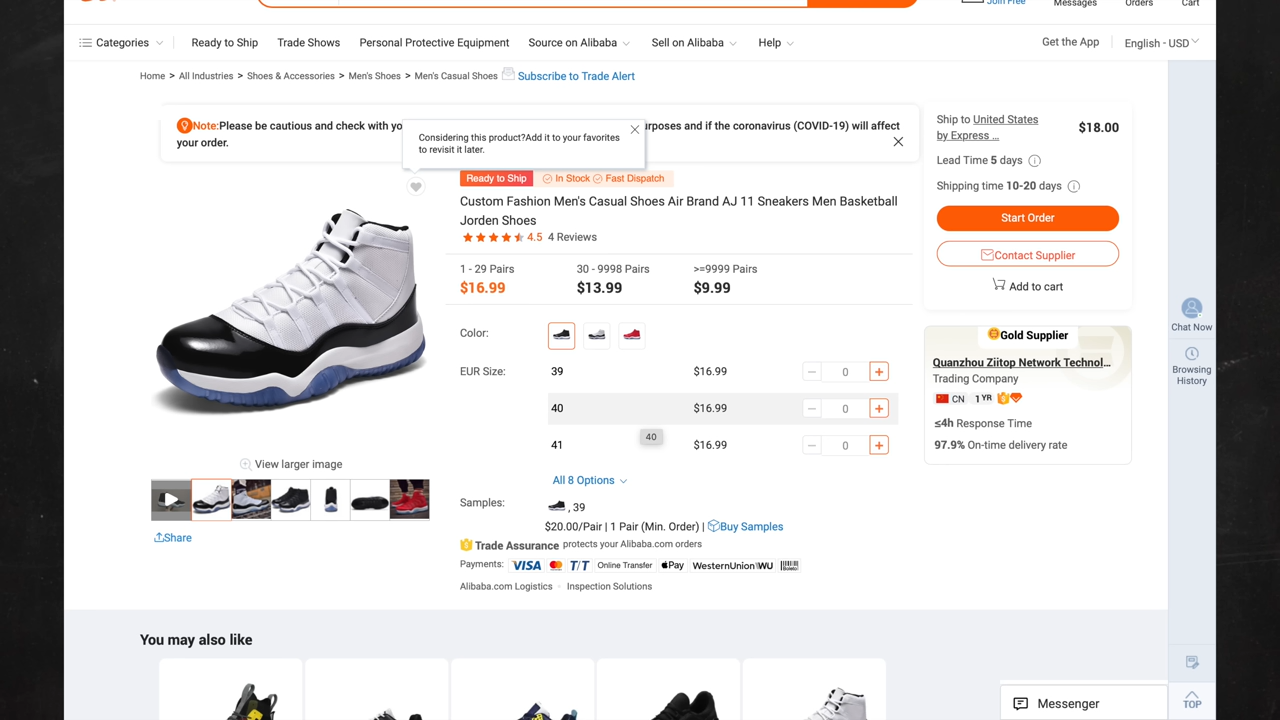 Join Free
Messages
Orders
Cart
Categories
Ready to Ship
Trade Shows
Personal Protective Equipment
Source on Alibaba
Sell on Alibaba
Help
Get the App
English - USD
Home > All Industries > Shoes & Accessories > Men's Shoes > Men's Casual Shoes
Subscribe to Trade Alert
Note:Please be cautious and check with yo
rposes and if the coronavirus (COVID-19) will affect
your order.
Considering this product?Add it to your favorites
to revisit it later.
Ready to Ship
In Stock
Fast Dispatch
Custom Fashion Men's Casual Shoes Air Brand AJ 11 Sneakers Men Basketball
Jorden Shoes
4.5 4 Reviews
1 - 29 Pairs
30 - 9998 Pairs
>=9999 Pairs
$16.99
$13.99
$9.99
Color:
EUR Size:
39 $16.99 – 0 +
40 $16.99 – 0 +
40
41 $16.99 – 0 +
All 8 Options
Samples:
, 39
$20.00/Pair | 1 Pair (Min. Order) | Buy Samples
Trade Assurance protects your Alibaba.com orders
Payments: VISA T/T Online Transfer Pay WesternUnion WU Boleto
Alibaba.com Logistics · Inspection Solutions
View larger image
Share
Ship to United States
by Express ...
$18.00
Lead Time 5 days
Shipping time 10-20 days
Start Order
Contact Supplier
Add to cart
Gold Supplier
Quanzhou Ziitop Network Technol...
Trading Company
CN 1 YR
≤4h Response Time
97.9% On-time delivery rate
Chat Now
Browsing
History
You may also like
Messenger
TOP